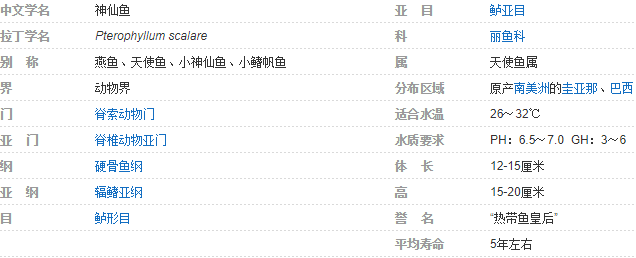 中文学名 神仙鱼 亚 目 鲈亚目
拉丁学名 Pterophyllum scalare 科 丽鱼科
别 称 燕鱼、天使鱼、小神仙鱼、小鳍帆鱼 属 天使鱼属
界 动物界 分布区域 原产南美洲的圭亚那、巴西
门 脊索动物门 适合水温 26～32℃
亚 门 脊椎动物亚门 水质要求 PH：6.5～7.0 GH：3～6
纲 硬骨鱼纲 体 长 12-15厘米
亚 纲 辐鳍亚纲 高 15-20厘米
目 鲈形目 誉 名 “热带鱼皇后”
平均寿命 5年左右